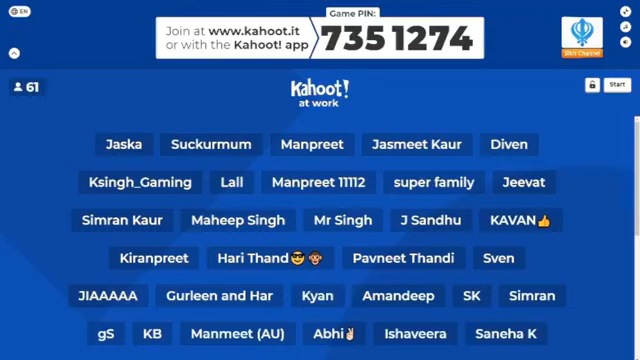 EN
Game PIN:
Join at www.kahoot.it
or with the Kahoot! app
735 1274
Sikh Channel
61
Kahoot!
at work
Start
Jaska Suckurmum Manpreet Jasmeet Kaur Diven
Ksingh_Gaming Lall Manpreet 11112 super family Jeevat
Simran Kaur Maheep Singh Mr Singh J Sandhu KAVAN👍
Kiranpreet Hari Thand😎🐵 Pavneet Thandi Sven
JIAAAAA Gurleen and Har Kyan Amandeep SK Simran
gS KB Manmeet (AU) Abhi✌🏻 Ishaveera Saneha K